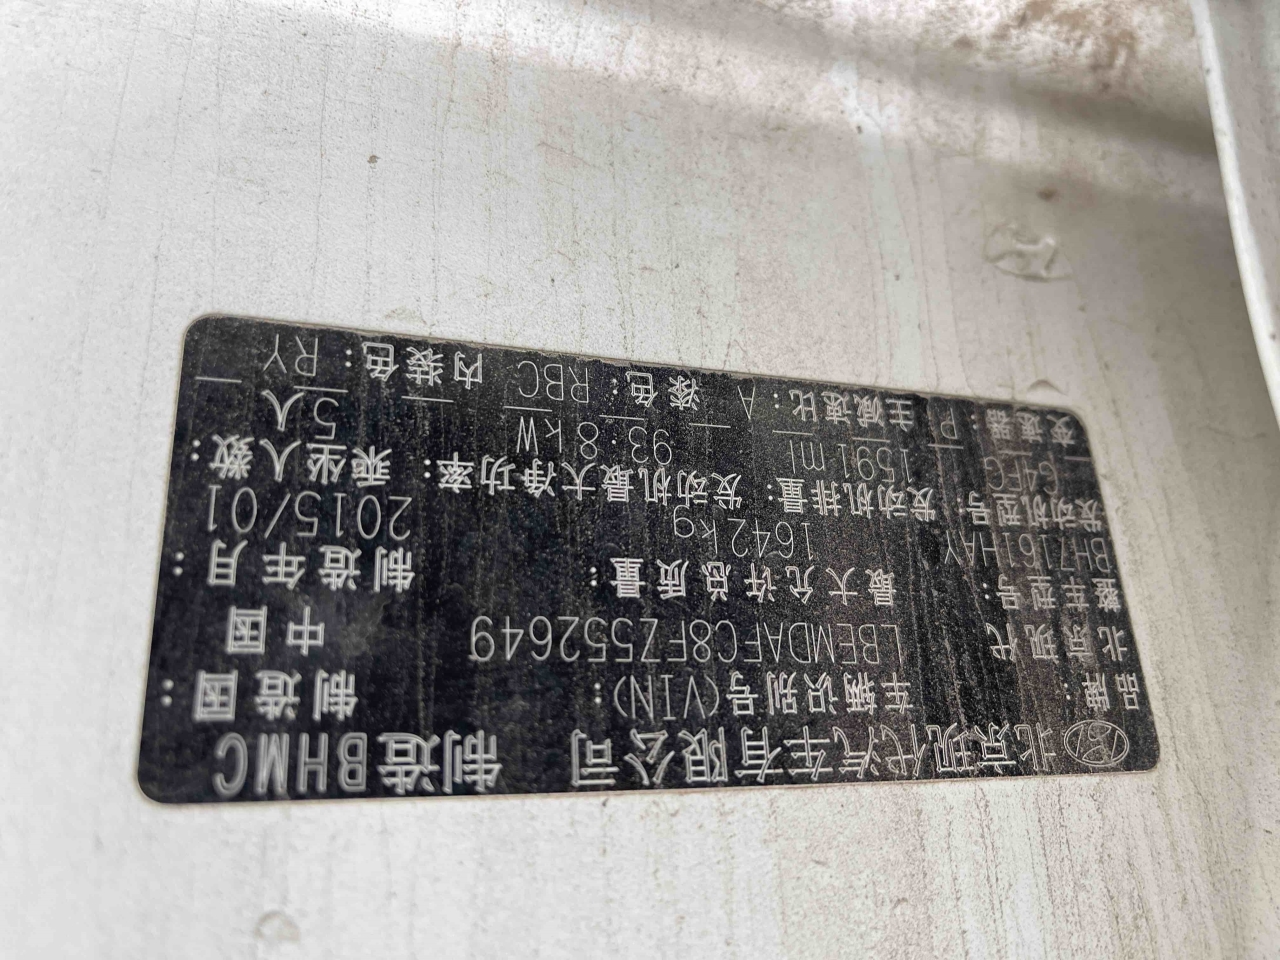 北京现代汽车有限公司 制造BHMC
品牌: 车辆识别号(VIN): 制造国:
北京现代 LBEMDAFC8FZ552649 中国
整车型号: 最大允许总质量: 制造年月:
BH7161HAY 1642kg 2015/01
发动机型号: 发动机排量: 发动机最大净功率: 乘坐人数:
G4FC 1591ml 93.8kW 5人
变速器: P 主减速比: A 漆色: RBC 内装色: RY